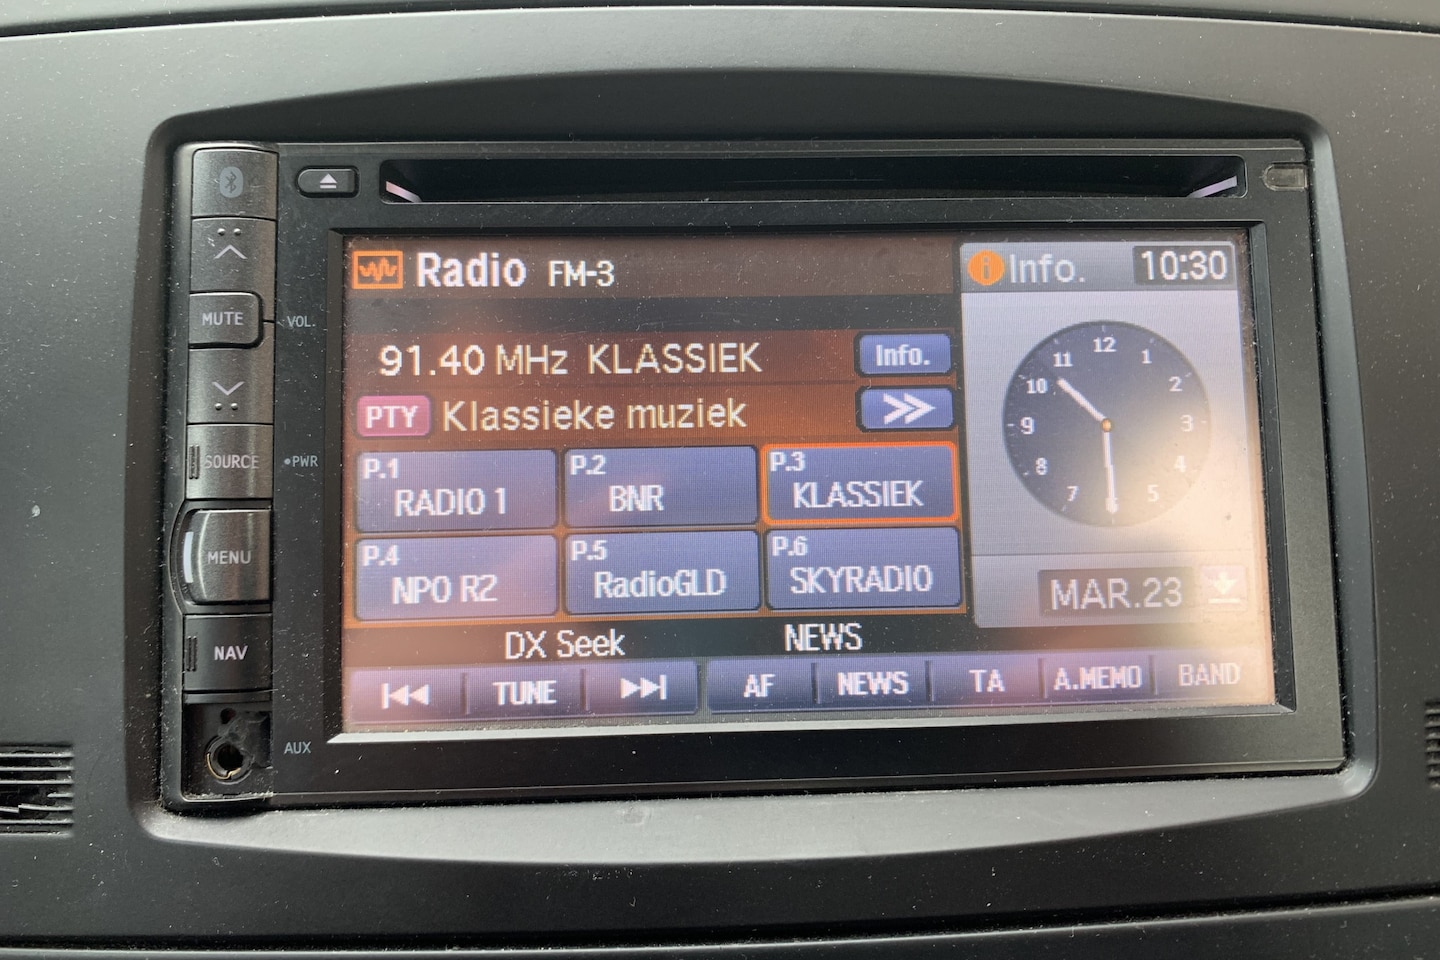 MUTE
VOL.
SOURCE
•PWR
MENU
NAV
AUX
Radio FM-3
Info. 10:30
91.40 MHz KLASSIEK
Info.
PTY Klassieke muziek
P.1
RADIO 1
P.2
BNR
P.3
KLASSIEK
P.4
NPO R2
P.5
RadioGLD
P.6
SKYRADIO
12
1
2
3
4
5
6
7
8
9
10
11
MAR.23
DX Seek
NEWS
TUNE
AF
NEWS
TA
A.MEMO
BAND